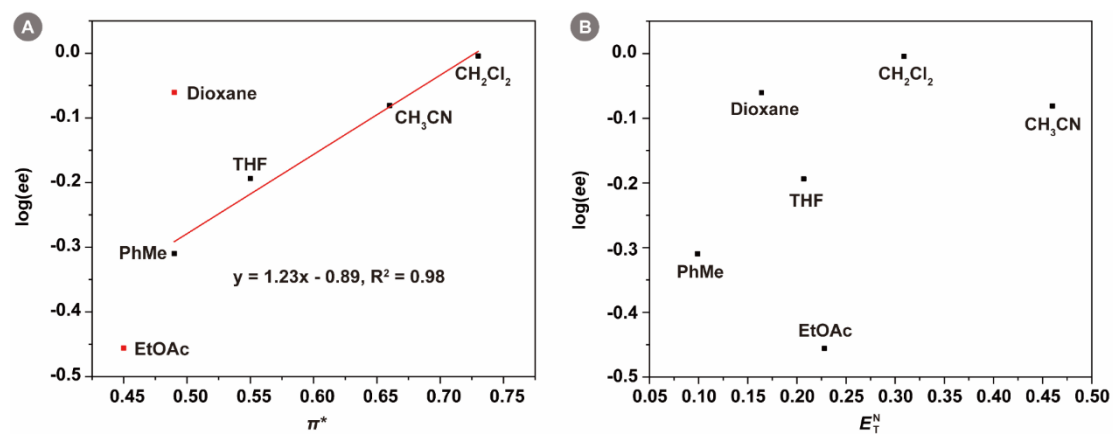 A
0.0
-0.1
-0.2
-0.3
-0.4
-0.5
log(ee)
Dioxane
CH₂Cl₂
CH₃CN
THF
PhMe
y = 1.23x - 0.89, R² = 0.98
EtOAc
0.45 0.50 0.55 0.60 0.65 0.70 0.75
π*
B
0.0
-0.1
-0.2
-0.3
-0.4
-0.5
log(ee)
CH₂Cl₂
Dioxane
CH₃CN
THF
PhMe
EtOAc
0.05 0.10 0.15 0.20 0.25 0.30 0.35 0.40 0.45 0.50
E_T^N